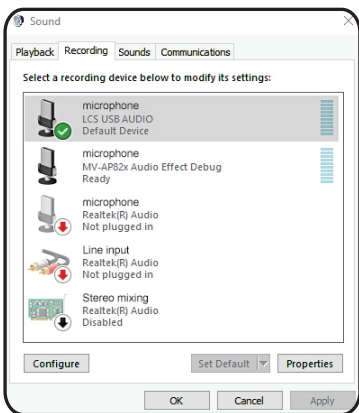 Sound
Playback Recording Sounds Communications
Select a recording device below to modify its settings:
microphone
LCS USB AUDIO
Default Device
microphone
MV-AP82x Audio Effect Debug
Ready
microphone
Realtek(R) Audio
Not plugged in
Line input
Realtek(R) Audio
Not plugged in
Stereo mixing
Realtek(R) Audio
Disabled
Configure Set Default Properties
OK Cancel Apply